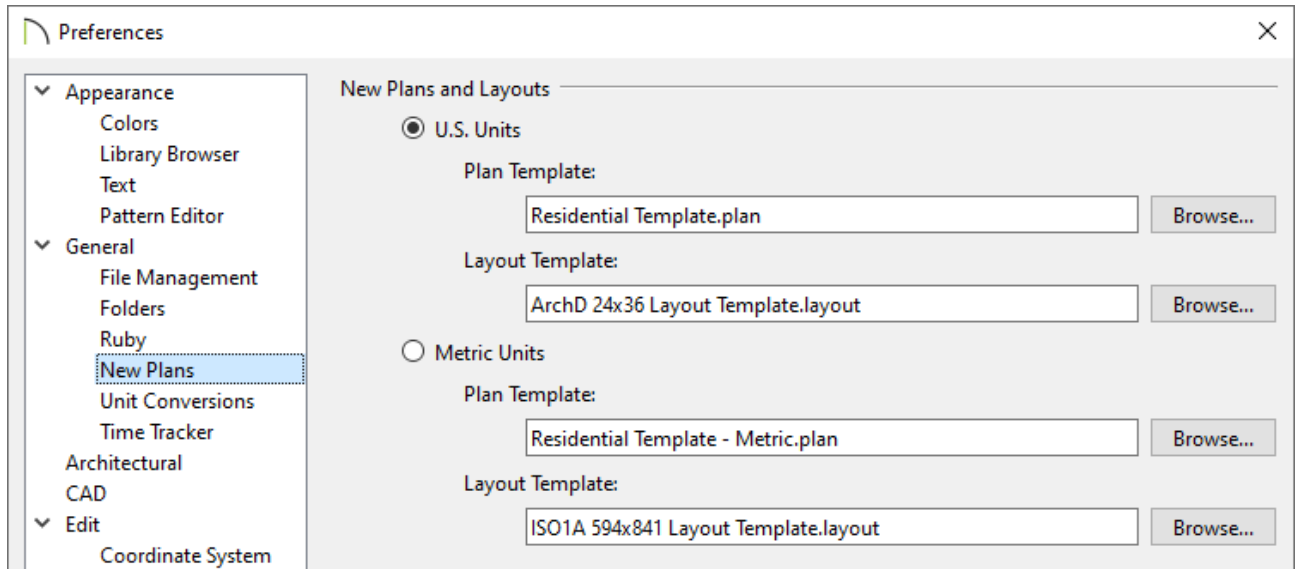 Preferences
Appearance
Colors
Library Browser
Text
Pattern Editor
General
File Management
Folders
Ruby
New Plans
Unit Conversions
Time Tracker
Architectural
CAD
Edit
Coordinate System
New Plans and Layouts
U.S. Units
Plan Template:
Residential Template.plan Browse...
Layout Template:
ArchD 24x36 Layout Template.layout Browse...
Metric Units
Plan Template:
Residential Template - Metric.plan Browse...
Layout Template:
ISO1A 594x841 Layout Template.layout Browse...